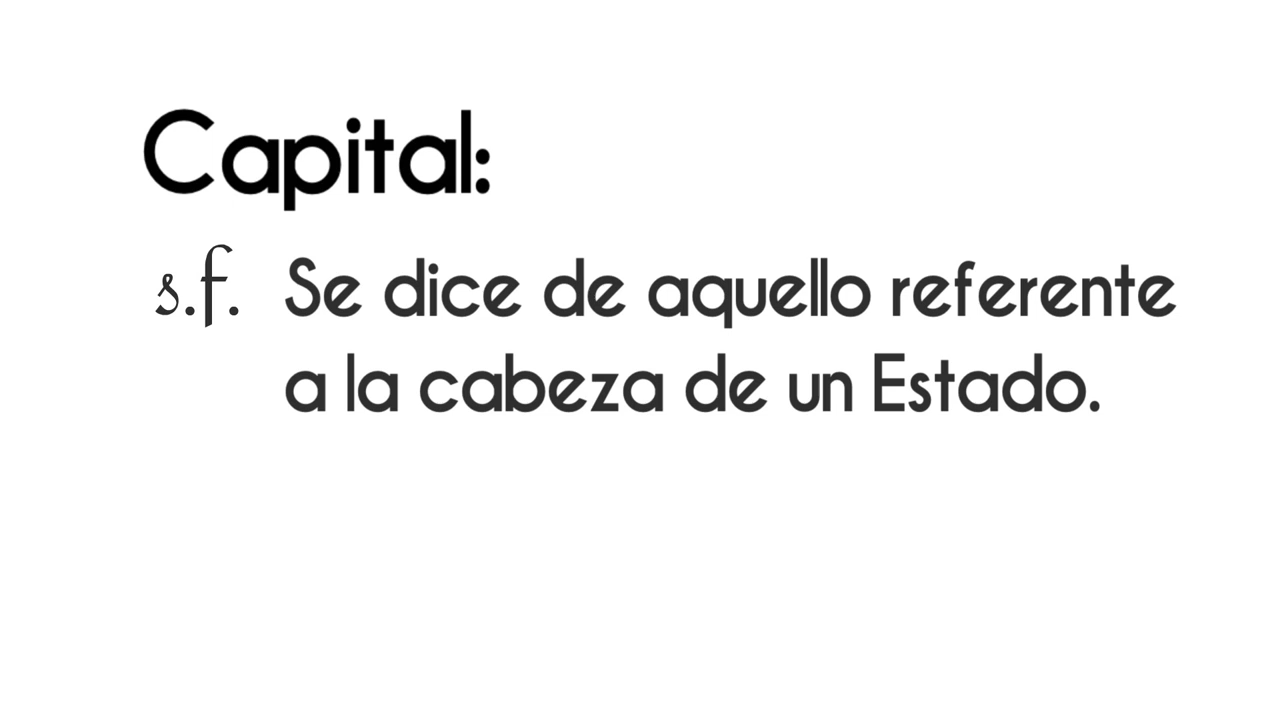 Capital:
s.f. Se dice de aquello referente
a la cabeza de un Estado.